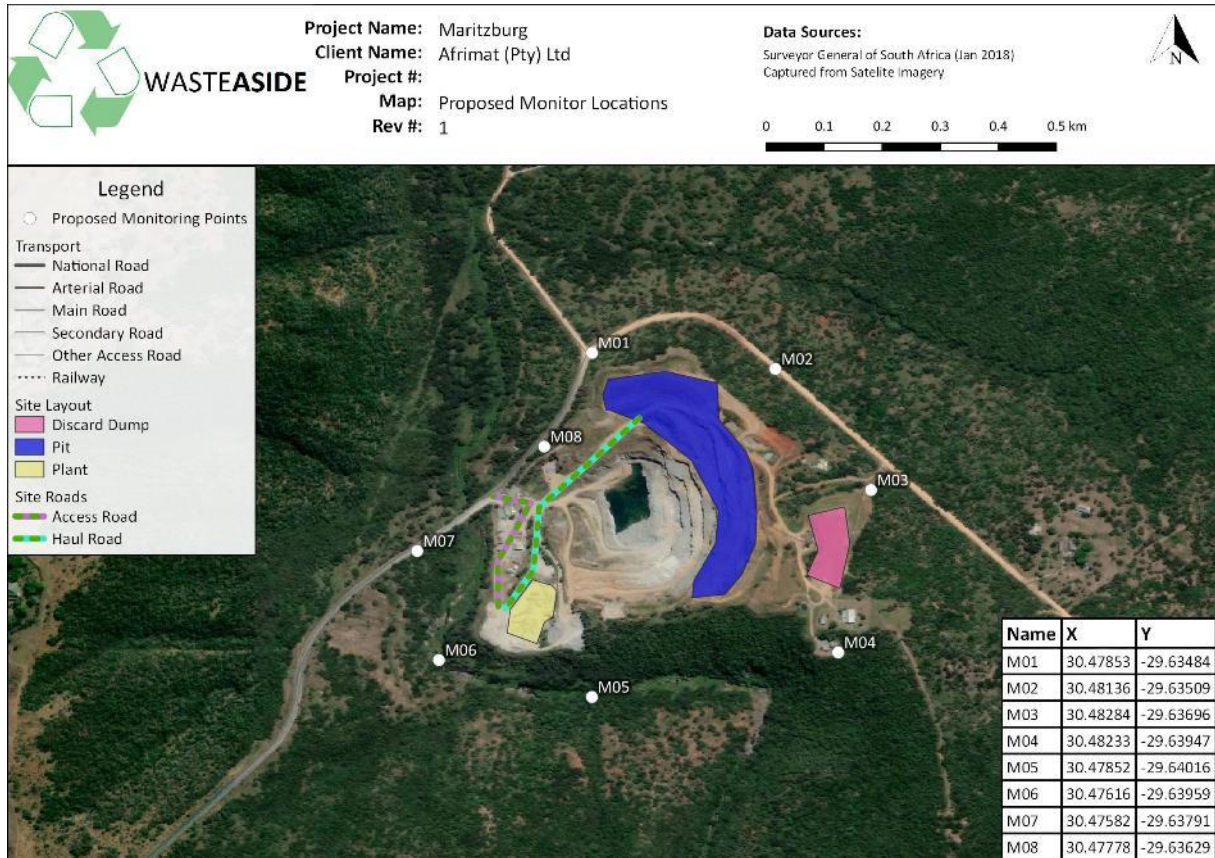 WASTEASIDE
Project Name: Maritzburg
Client Name: Afrimat (Pty) Ltd
Project #:
Map: Proposed Monitor Locations
Rev #: 1
Data Sources:
Surveyor General of South Africa (Jan 2018)
Captured from Satelite Imagery
N
0 0.1 0.2 0.3 0.4 0.5 km
Legend
Proposed Monitoring Points
Transport
National Road
Arterial Road
Main Road
Secondary Road
Other Access Road
Railway
Site Layout
Discard Dump
Pit
Plant
Site Roads
Access Road
Haul Road
M01
M02
M08
M03
M07
M04
M06
M05
Name X Y
M01 30.47853 -29.63484
M02 30.48136 -29.63509
M03 30.48284 -29.63696
M04 30.48233 -29.63947
M05 30.47852 -29.64016
M06 30.47616 -29.63959
M07 30.47582 -29.63791
M08 30.47778 -29.63629